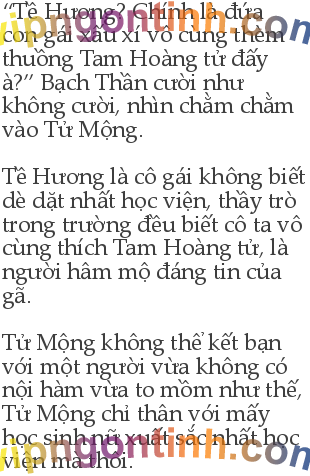 “Tề Hương? Chính là đứa
con gái xấu xí vô cùng thèm
thuồng Tam Hoàng tử đấy
à?” Bạch Thần cười như
không cười, nhìn chằm chằm
vào Tử Mộng.
Tề Hương là cô gái không biết
dè dặt nhất học viện, thầy trò
trong trường đều biết cô ta vô
cùng thích Tam Hoàng tử, là
người hâm mộ đáng tin của
gã.
Tử Mộng không thể kết bạn
với một người vừa không có
nội hàm vừa to mồm như thế,
Tử Mộng chỉ thân với mấy
học sinh nữ xuất sắc nhất học
viện mà thôi.
vipngontinh.com
vipngontinh.com